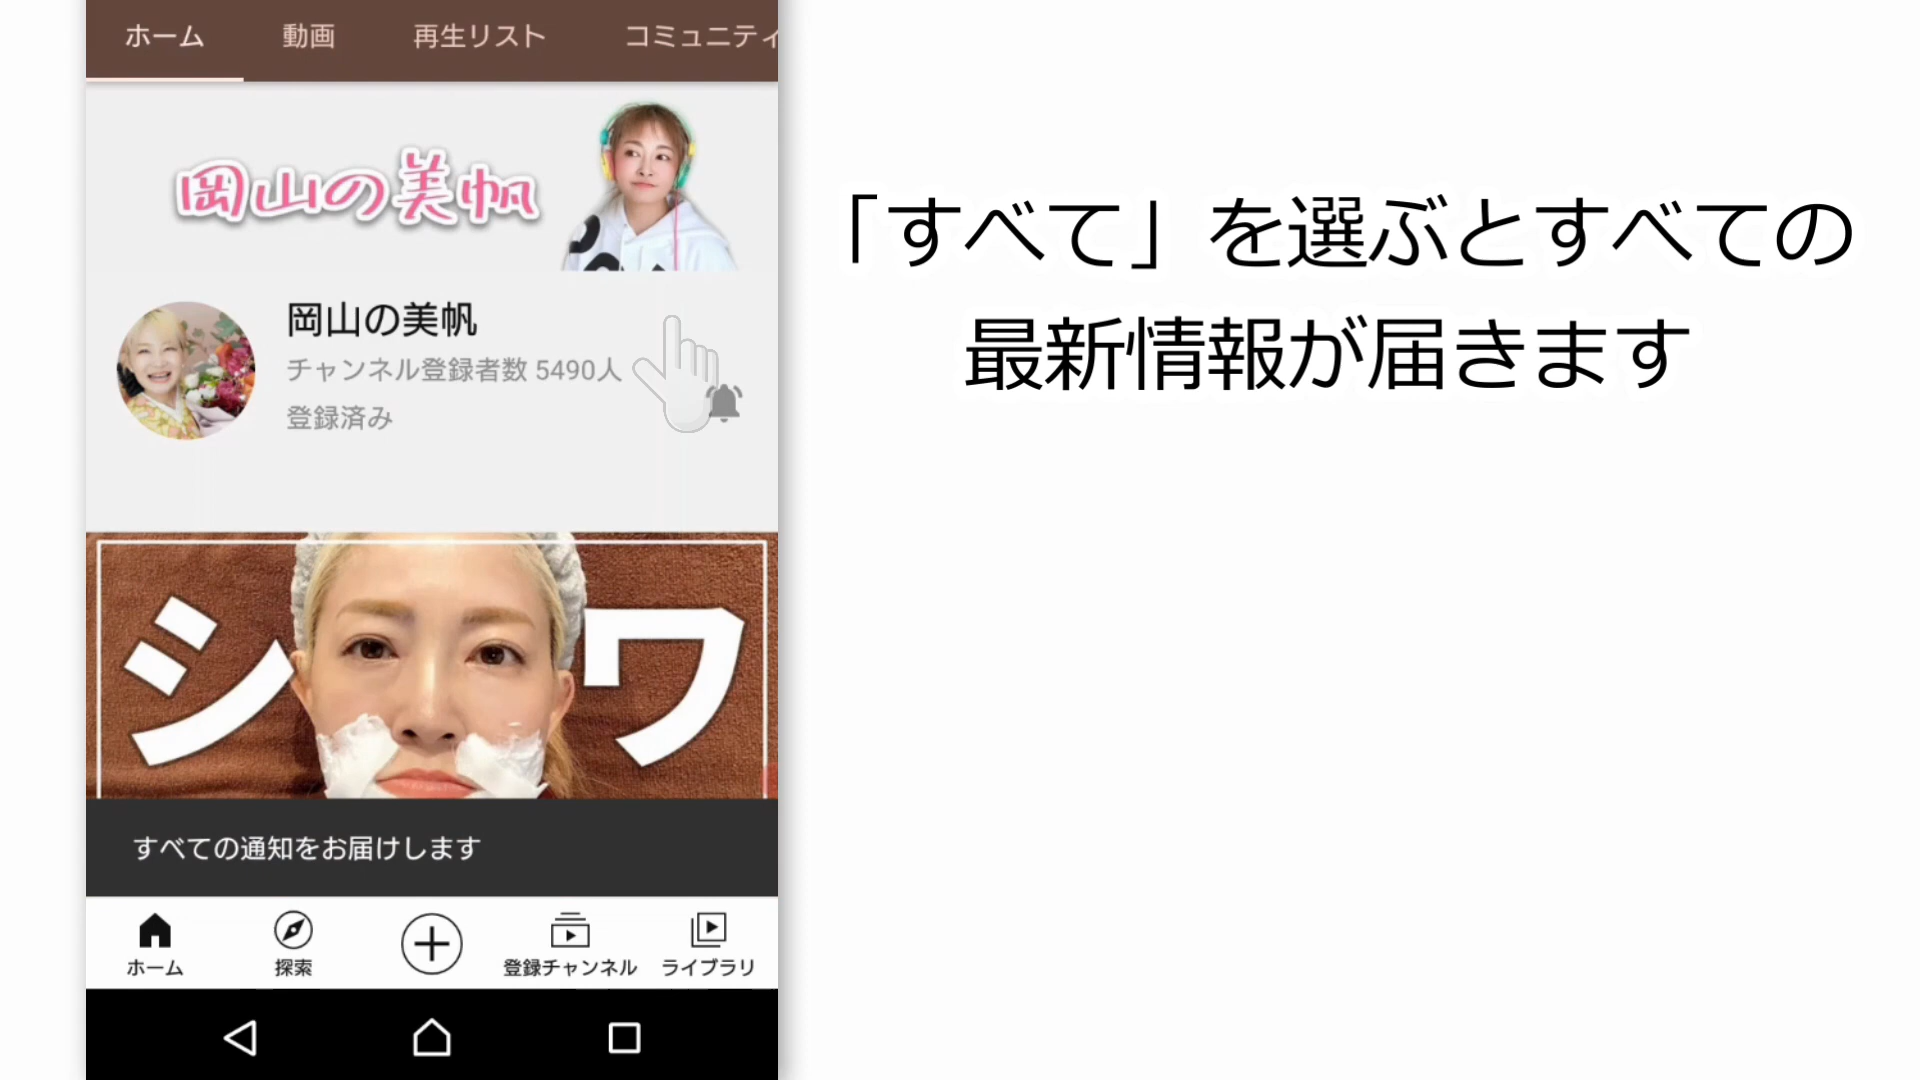 ホーム 動画 再生リスト コミュニティ
岡山の美帆
岡山の美帆
チャンネル登録者数 5490人
登録済み
シワ
すべての通知をお届けします
ホーム 探索 登録チャンネル ライブラリ
「すべて」を選ぶとすべての
最新情報が届きます